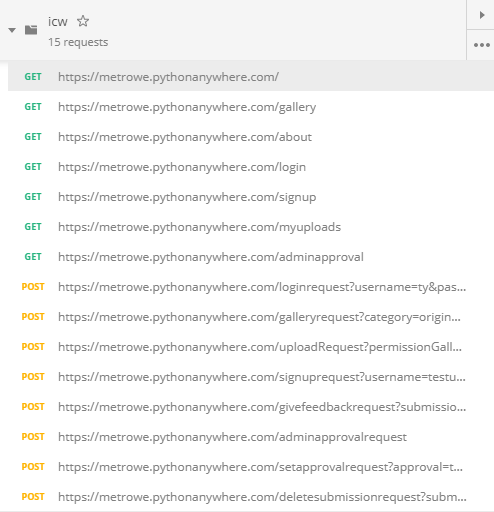 icw
15 requests
GET https://metrowe.pythonanywhere.com/
GET https://metrowe.pythonanywhere.com/gallery
GET https://metrowe.pythonanywhere.com/about
GET https://metrowe.pythonanywhere.com/login
GET https://metrowe.pythonanywhere.com/signup
GET https://metrowe.pythonanywhere.com/myuploads
GET https://metrowe.pythonanywhere.com/adminapproval
POST https://metrowe.pythonanywhere.com/loginrequest?username=ty&pas...
POST https://metrowe.pythonanywhere.com/galleryrequest?category=origin...
POST https://metrowe.pythonanywhere.com/uploadRequest?permissionGall...
POST https://metrowe.pythonanywhere.com/signuprequest?username=testu...
POST https://metrowe.pythonanywhere.com/givefeedbackrequest?submissio...
POST https://metrowe.pythonanywhere.com/adminapprovalrequest
POST https://metrowe.pythonanywhere.com/setapprovalrequest?approval=t...
POST https://metrowe.pythonanywhere.com/deletesubmissionrequest?subm...